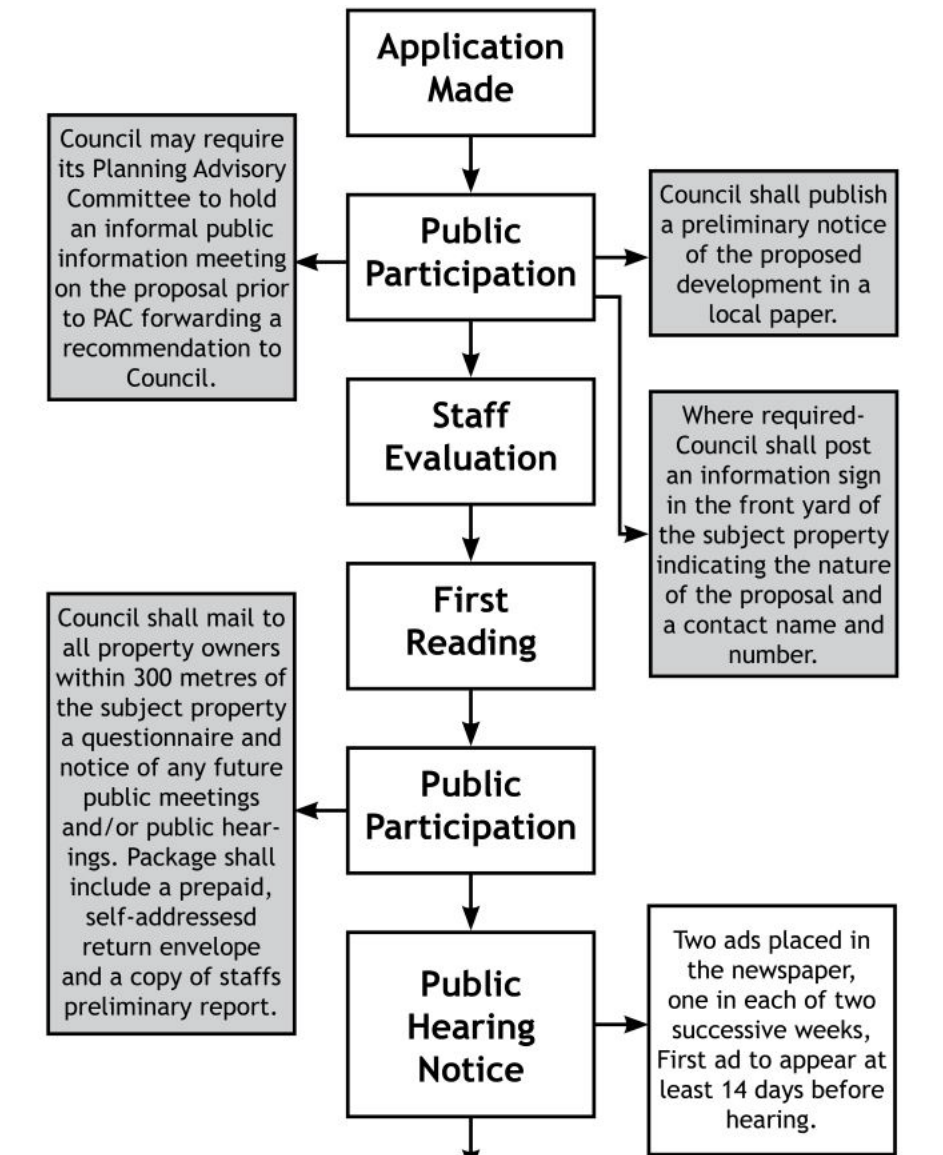 Application
Made
Council may require
its Planning Advisory
Committee to hold
an informal public
information meeting
on the proposal prior
to PAC forwarding a
recommendation to
Council.
Public
Participation
Council shall publish
a preliminary notice
of the proposed
development in a
local paper.
Staff
Evaluation
Where required-
Council shall post
an information sign
in the front yard of
the subject property
indicating the nature
of the proposal and
a contact name and
number.
First
Reading
Council shall mail to
all property owners
within 300 metres of
the subject property
a questionnaire and
notice of any future
public meetings
and/or public hear-
ings. Package shall
include a prepaid,
self-addressesd
return envelope
and a copy of staffs
preliminary report.
Public
Participation
Public
Hearing
Notice
Two ads placed in
the newspaper,
one in each of two
successive weeks,
First ad to appear at
least 14 days before
hearing.